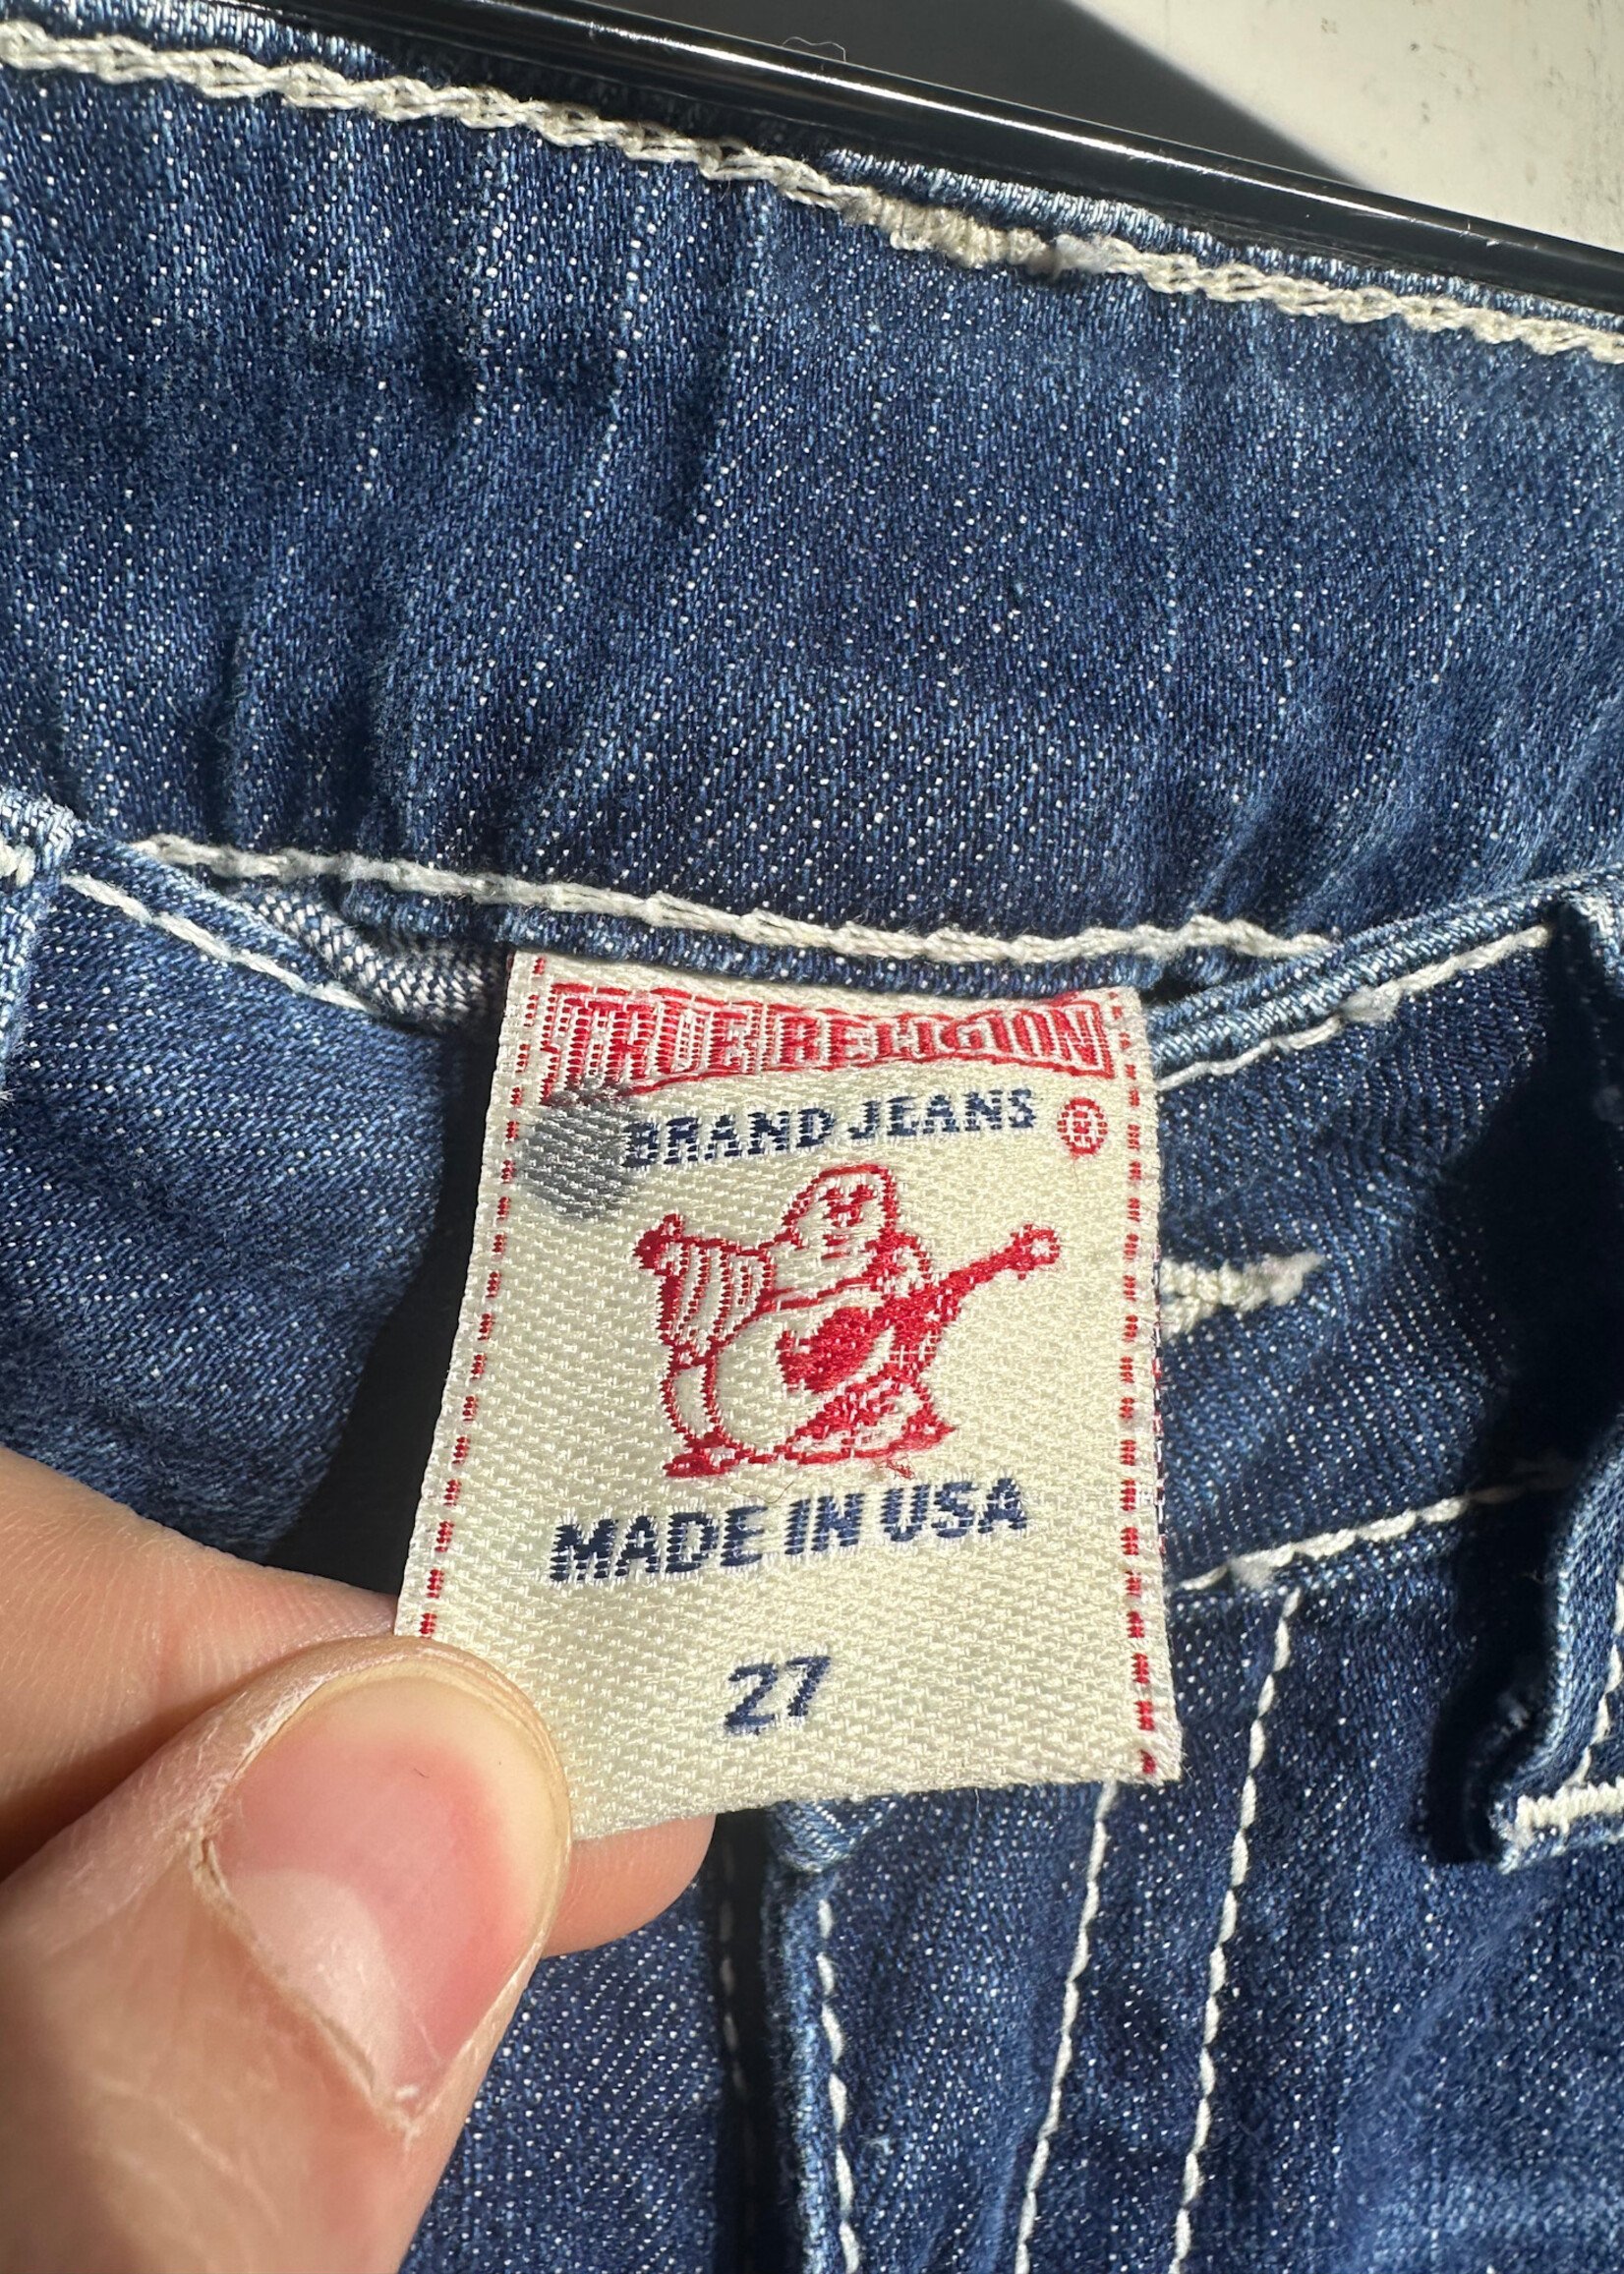 TRUE RELIGION
BRAND JEANS ®
MADE IN USA
27